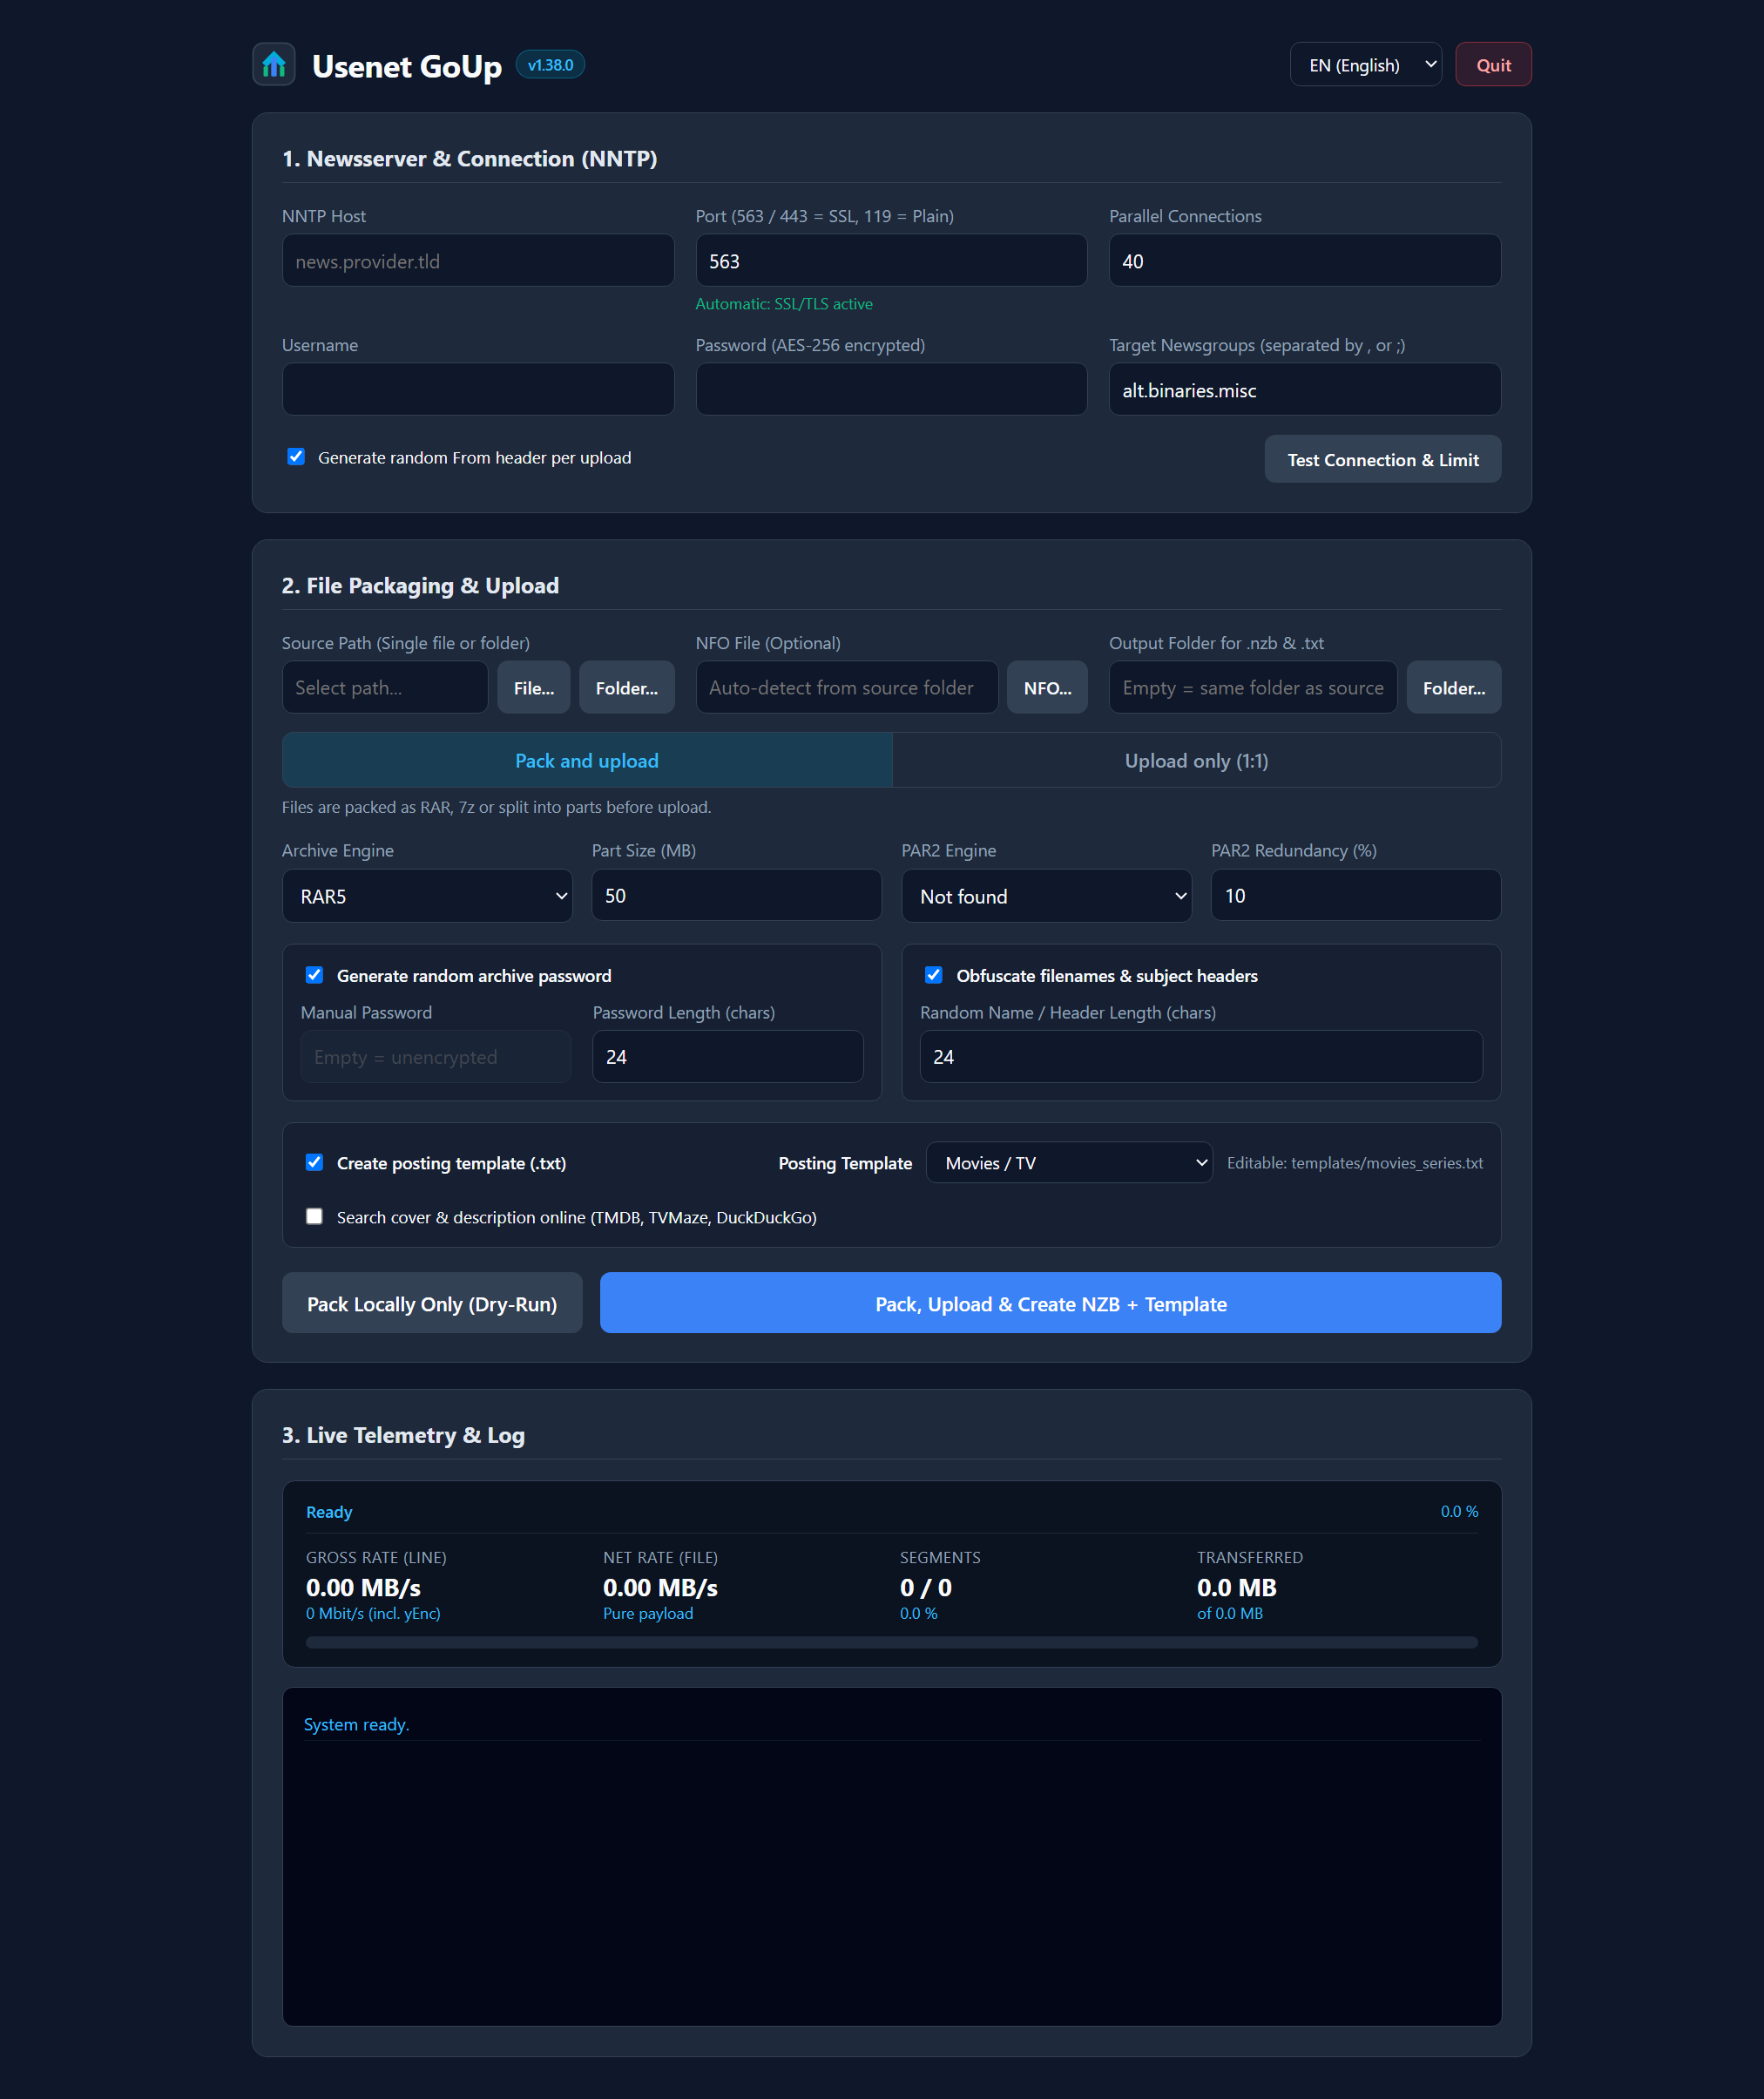 Usenet GoUp v1.38.0 EN (English) Quit
1. Newsserver & Connection (NNTP)
NNTP Host Port (563 / 443 = SSL, 119 = Plain) Parallel Connections
news.provider.tld 563 40
Automatic: SSL/TLS active
Username Password (AES-256 encrypted) Target Newsgroups (separated by , or ;)
alt.binaries.misc
Generate random From header per upload Test Connection & Limit
2. File Packaging & Upload
Source Path (Single file or folder) NFO File (Optional) Output Folder for .nzb & .txt
Select path... File... Folder... Auto-detect from source folder NFO... Empty = same folder as source Folder...
Pack and upload Upload only (1:1)
Files are packed as RAR, 7z or split into parts before upload.
Archive Engine Part Size (MB) PAR2 Engine PAR2 Redundancy (%)
RAR5 50 Not found 10
Generate random archive password Obfuscate filenames & subject headers
Manual Password Password Length (chars) Random Name / Header Length (chars)
Empty = unencrypted 24 24
Create posting template (.txt) Posting Template Movies / TV Editable: templates/movies_series.txt
Search cover & description online (TMDB, TVMaze, DuckDuckGo)
Pack Locally Only (Dry-Run) Pack, Upload & Create NZB + Template
3. Live Telemetry & Log
Ready 0.0 %
GROSS RATE (LINE) NET RATE (FILE) SEGMENTS TRANSFERRED
0.00 MB/s 0.00 MB/s 0 / 0 0.0 MB
0 Mbit/s (incl. yEnc) Pure payload 0.0 % of 0.0 MB
System ready.